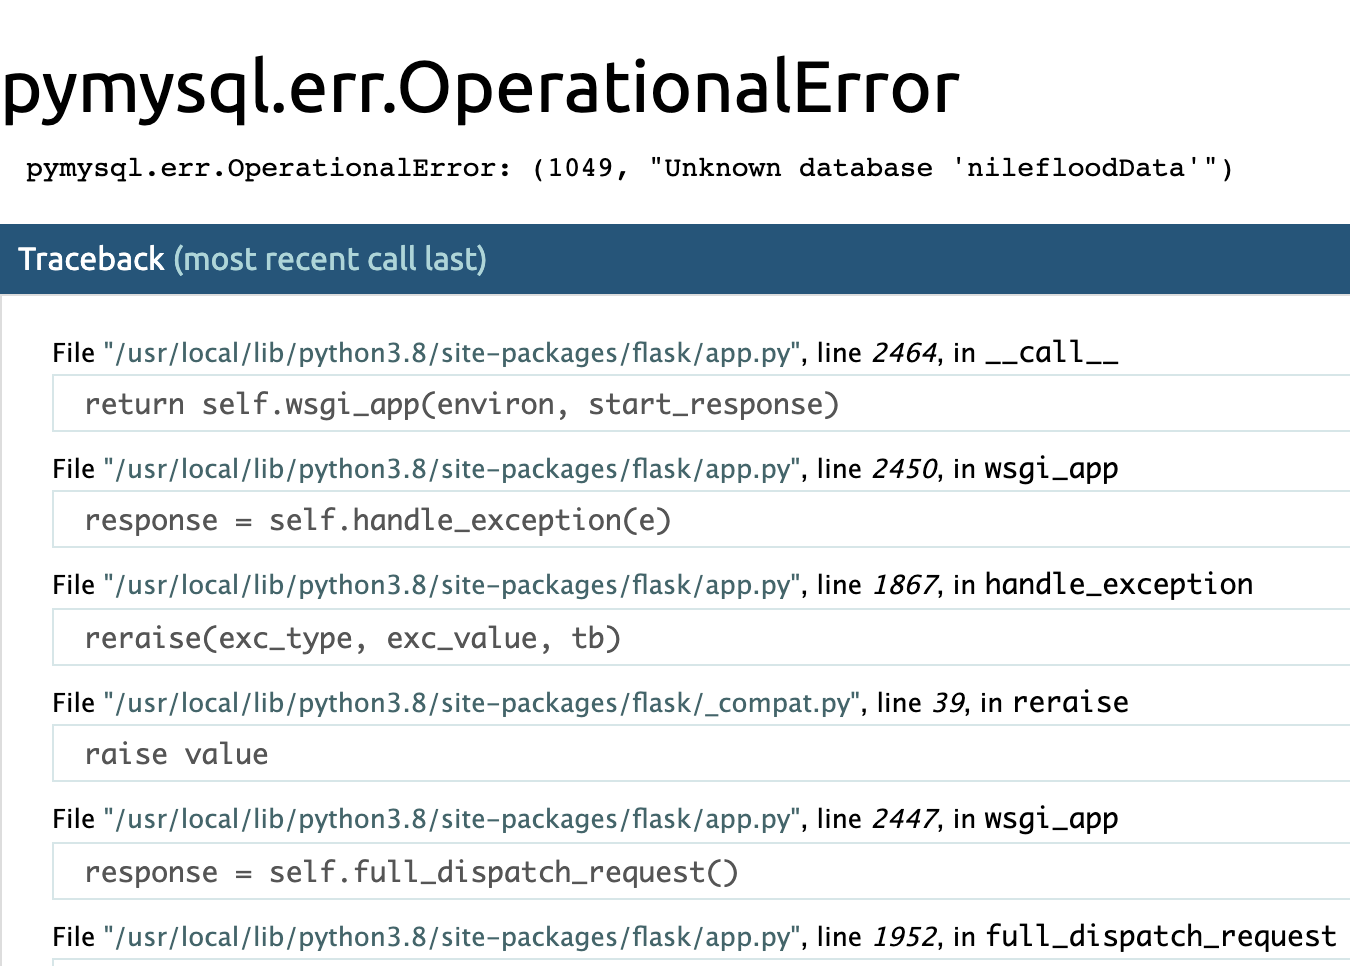 pymysql.err.OperationalError
pymysql.err.OperationalError: (1049, "Unknown database 'nilefloodData'")
Traceback (most recent call last)
File "/usr/local/lib/python3.8/site-packages/flask/app.py", line 2464, in __call__
return self.wsgi_app(environ, start_response)
File "/usr/local/lib/python3.8/site-packages/flask/app.py", line 2450, in wsgi_app
response = self.handle_exception(e)
File "/usr/local/lib/python3.8/site-packages/flask/app.py", line 1867, in handle_exception
reraise(exc_type, exc_value, tb)
File "/usr/local/lib/python3.8/site-packages/flask/_compat.py", line 39, in reraise
raise value
File "/usr/local/lib/python3.8/site-packages/flask/app.py", line 2447, in wsgi_app
response = self.full_dispatch_request()
File "/usr/local/lib/python3.8/site-packages/flask/app.py", line 1952, in full_dispatch_request